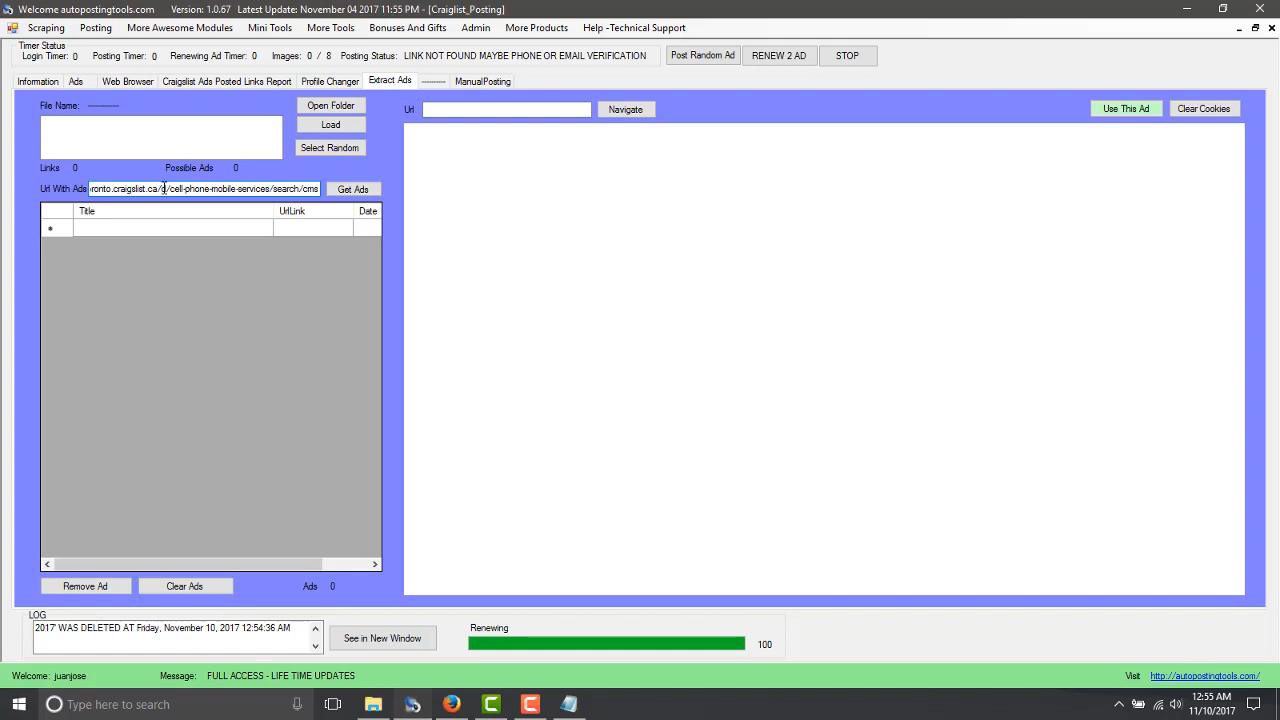 Welcome autopostingtools.com Version: 1.0.67 Latest Update: November 04 2017 11:55 PM - [Craiglist_Posting]
Scraping Posting More Awesome Modules Mini Tools More Tools Bonuses And Gifts Admin More Products Help -Technical Support
Timer Status
Login Timer: 0 Posting Timer: 0 Renewing Ad Timer: 0 Images: 0 / 8 Posting Status: LINK NOT FOUND MAYBE PHONE OR EMAIL VERIFICATION Post Random Ad RENEW 2 AD STOP
Information Ads Web Browser Craigslist Ads Posted Links Report Profile Changer Extract Ads ---------- ManualPosting
File Name: ---------- Open Folder Url Navigate Use This Ad Clear Cookies
Load
Select Random
Links 0 Possible Ads 0
Url With Ads oronto.craigslist.ca/d/cell-phone-mobile-services/search/cms Get Ads
Title UrlLink Date
*
Remove Ad Clear Ads Ads 0
LOG
2017' WAS DELETED AT Friday, November 10, 2017 12:54:36 AM See in New Window Renewing 100
Welcome: juanjose Message: FULL ACCESS - LIFE TIME UPDATES Visit http://autopostingtools.com/
Type here to search 12:55 AM
11/10/2017